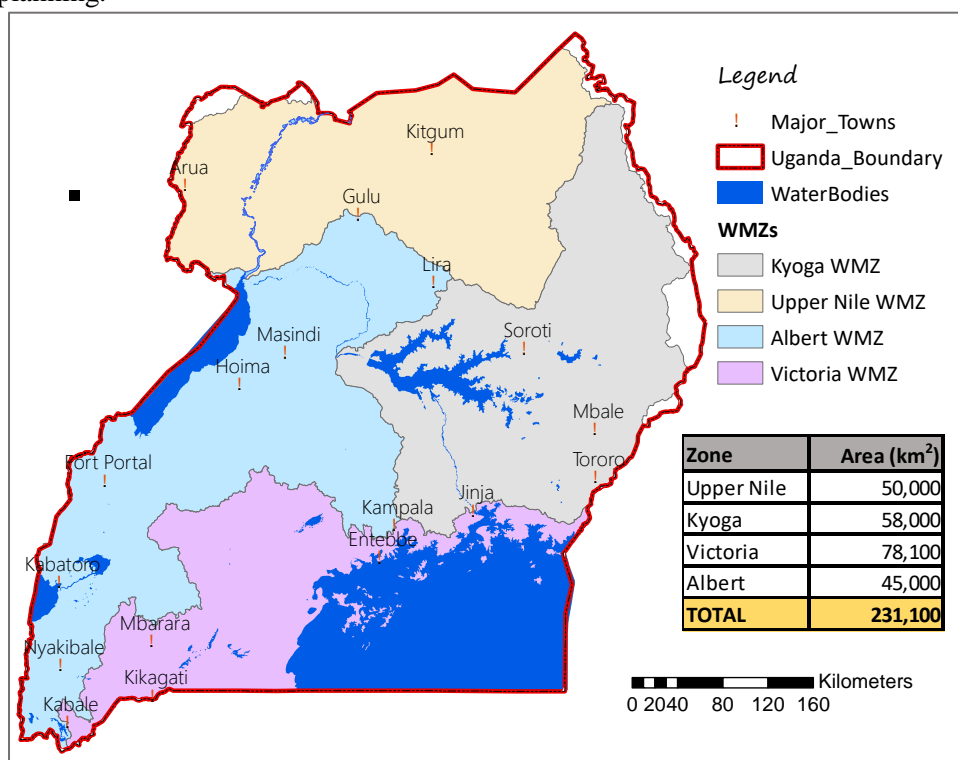 planning.
Legend
Major_Towns
Uganda_Boundary
WaterBodies
WMZs
Kyoga WMZ
Upper Nile WMZ
Albert WMZ
Victoria WMZ
Kitgum
Arua
Gulu
Lira
Masindi
Soroti
Hoima
Mbale
Fort Portal
Tororo
Kampala
Jinja
Entebbe
Kabatoro
Mbarara
Nyakibale
Kikagati
Kabale
Zone Area (km²)
Upper Nile 50,000
Kyoga 58,000
Victoria 78,100
Albert 45,000
TOTAL 231,100
Kilometers
0 20 40 80 120 160